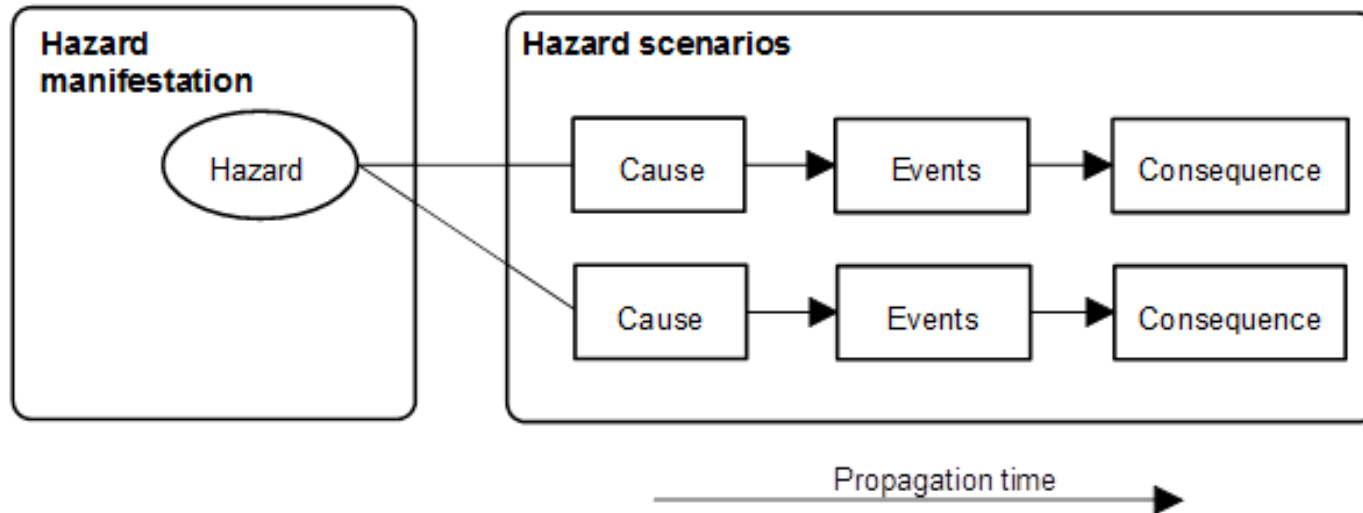 Hazard
manifestation
Hazard
Hazard scenarios
Cause
Events
Consequence
Cause
Events
Consequence
Propagation time